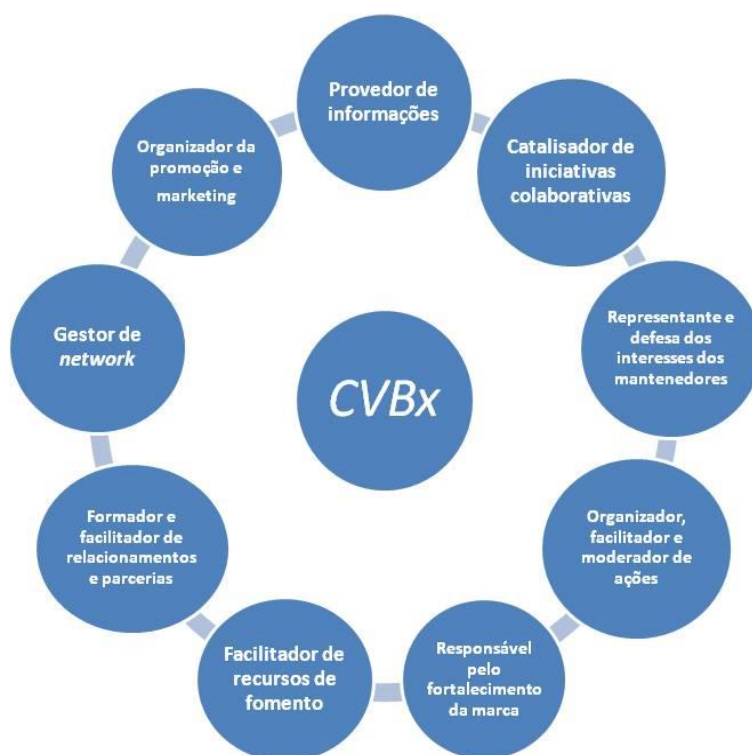 Provedor de
informações
Catalisador de
iniciativas
colaborativas
Representante e
defesa dos
interesses dos
mantenedores
Organizador,
facilitador e
moderador de
ações
Responsável
pelo
fortalecimento
da marca
Facilitador de
recursos de
fomento
Formador e
facilitador de
relacionamentos
e parcerias
Gestor de
network
Organizador da
promoção e
marketing
CVBx